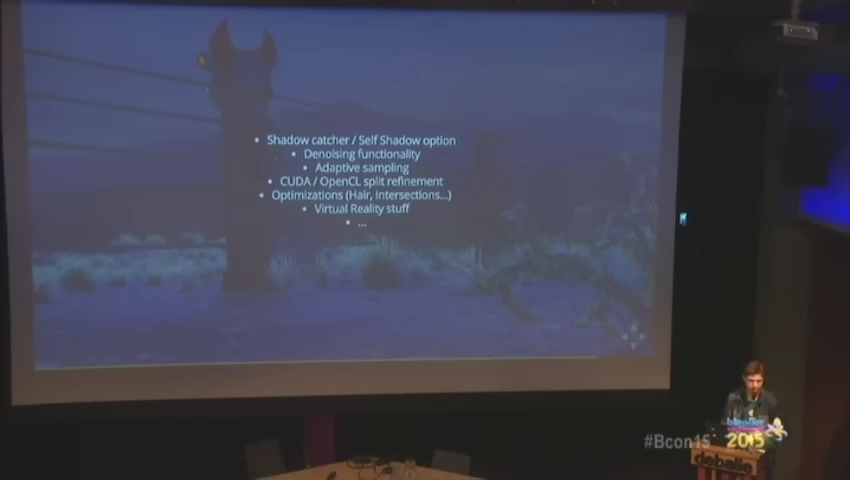 • Shadow catcher / Self Shadow option
• Denoising functionality
• Adaptive sampling
• CUDA / OpenCL split refinement
• Optimizations (Hair, Intersections...)
• Virtual Reality stuff
• ...
#Bcon15
blender
2015
debalie